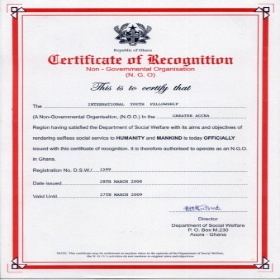 Republic of Ghana
Certificate of Recognition
Non - Governmental Organisation
(N. G. O)
This is to certify that
The INTERNATIONAL YOUTH FELLOWSHIP
(A Non-Governmental Organisation, (N.G.O.) In the GREATER ACCRA
Region having satisfied the Department of Social Welfare with its aims and objectives of
rendering selfless social service to HUMANITY and MANKIND is today OFFICIALLY
issued with this certificate of recognition. It is therefore authorised to operate as an N.G.O.
in Ghana.
Registration No. D.S.W./
Date issued 28TH MARCH 2008
Valid Until 27TH MARCH 2009
Director
Department of Social Welfare
P. O. Box M.230
Accra - Ghana